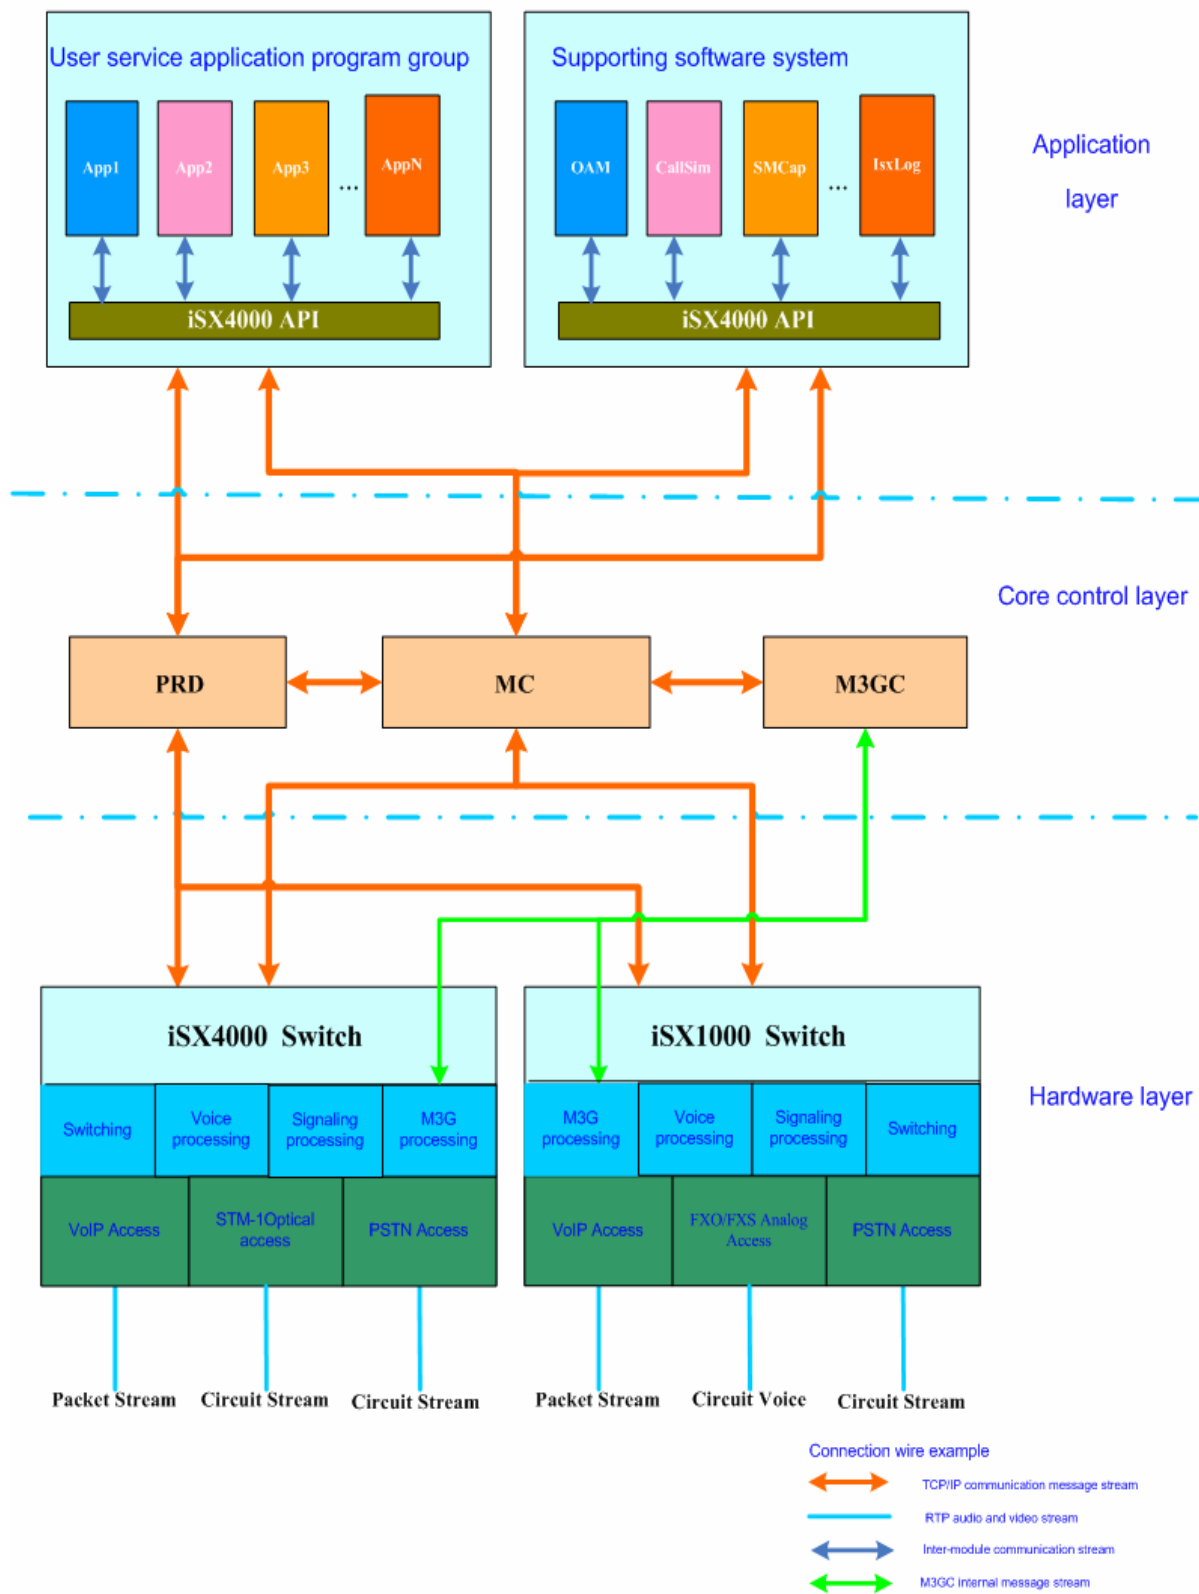 User service application program group
Supporting software system
App1
App2
App3
...
AppN
OAM
CallSim
SMCap
...
IsxLog
Application
layer
iSX4000 API
iSX4000 API
Core control layer
PRD
MC
M3GC
iSX4000 Switch
iSX1000 Switch
Hardware layer
Switching
Voice
processing
Signaling
processing
M3G
processing
M3G
processing
Voice
processing
Signaling
processing
Switching
VoIP Access
STM-1Optical
access
PSTN Access
VoIP Access
FXO/FXS Analog
Access
PSTN Access
Packet Stream
Circuit Stream
Circuit Stream
Packet Stream
Circuit Voice
Circuit Stream
Connection wire example
TCP/IP communication message stream
RTP audio and video stream
Inter-module communication stream
M3GC internal message stream